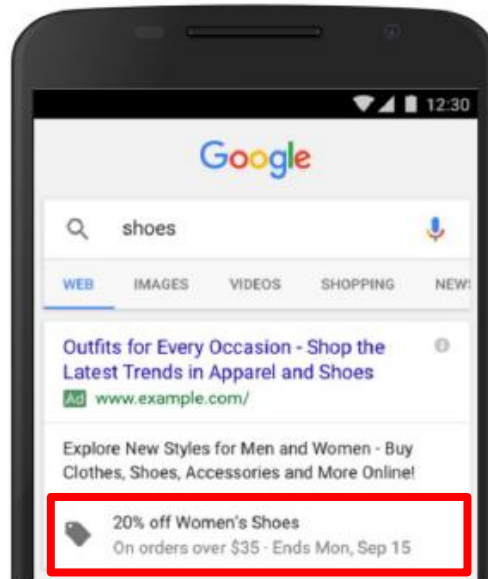 12:30
Google
shoes
WEB IMAGES VIDEOS SHOPPING NEWS
Outfits for Every Occasion - Shop the
Latest Trends in Apparel and Shoes
Ad www.example.com/
Explore New Styles for Men and Women - Buy
Clothes, Shoes, Accessories and More Online!
20% off Women's Shoes
On orders over $35 · Ends Mon, Sep 15